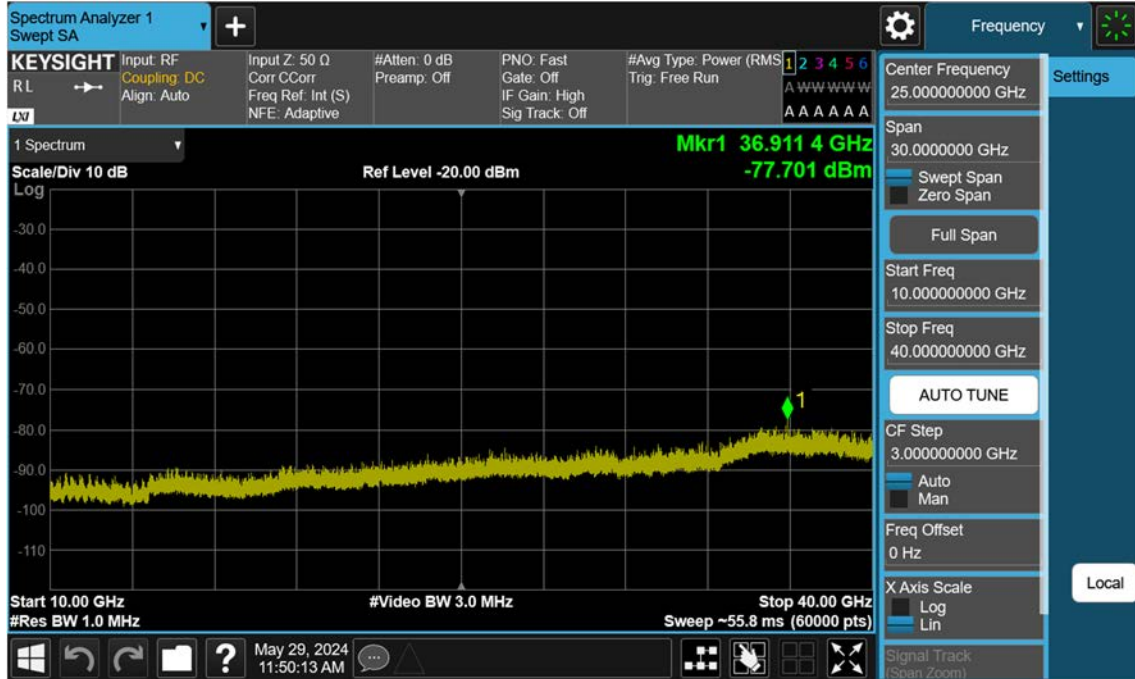 Spectrum Analyzer 1
Swept SA
Frequency
KEYSIGHT
R L
LXI
Input: RF
Coupling: DC
Align: Auto
Input Z: 50 Ω
Corr CCorr
Freq Ref: Int (S)
NFE: Adaptive
#Atten: 0 dB
Preamp: Off
PNO: Fast
Gate: Off
IF Gain: High
Sig Track: Off
#Avg Type: Power (RMS
Trig: Free Run
1 2 3 4 5 6
A W W W W W
A A A A A A
1 Spectrum
Mkr1 36.911 4 GHz
-77.701 dBm
Scale/Div 10 dB
Ref Level -20.00 dBm
Log
-30.0
-40.0
-50.0
-60.0
-70.0
-80.0
-90.0
-100
-110
1
Start 10.00 GHz
#Video BW 3.0 MHz
Stop 40.00 GHz
#Res BW 1.0 MHz
Sweep ~55.8 ms (60000 pts)
Center Frequency
25.000000000 GHz
Span
30.0000000 GHz
Swept Span
Zero Span
Full Span
Start Freq
10.000000000 GHz
Stop Freq
40.000000000 GHz
AUTO TUNE
CF Step
3.000000000 GHz
Auto
Man
Freq Offset
0 Hz
X Axis Scale
Log
Lin
Signal Track
(Span Zoom)
Settings
Local
?
May 29, 2024
11:50:13 AM